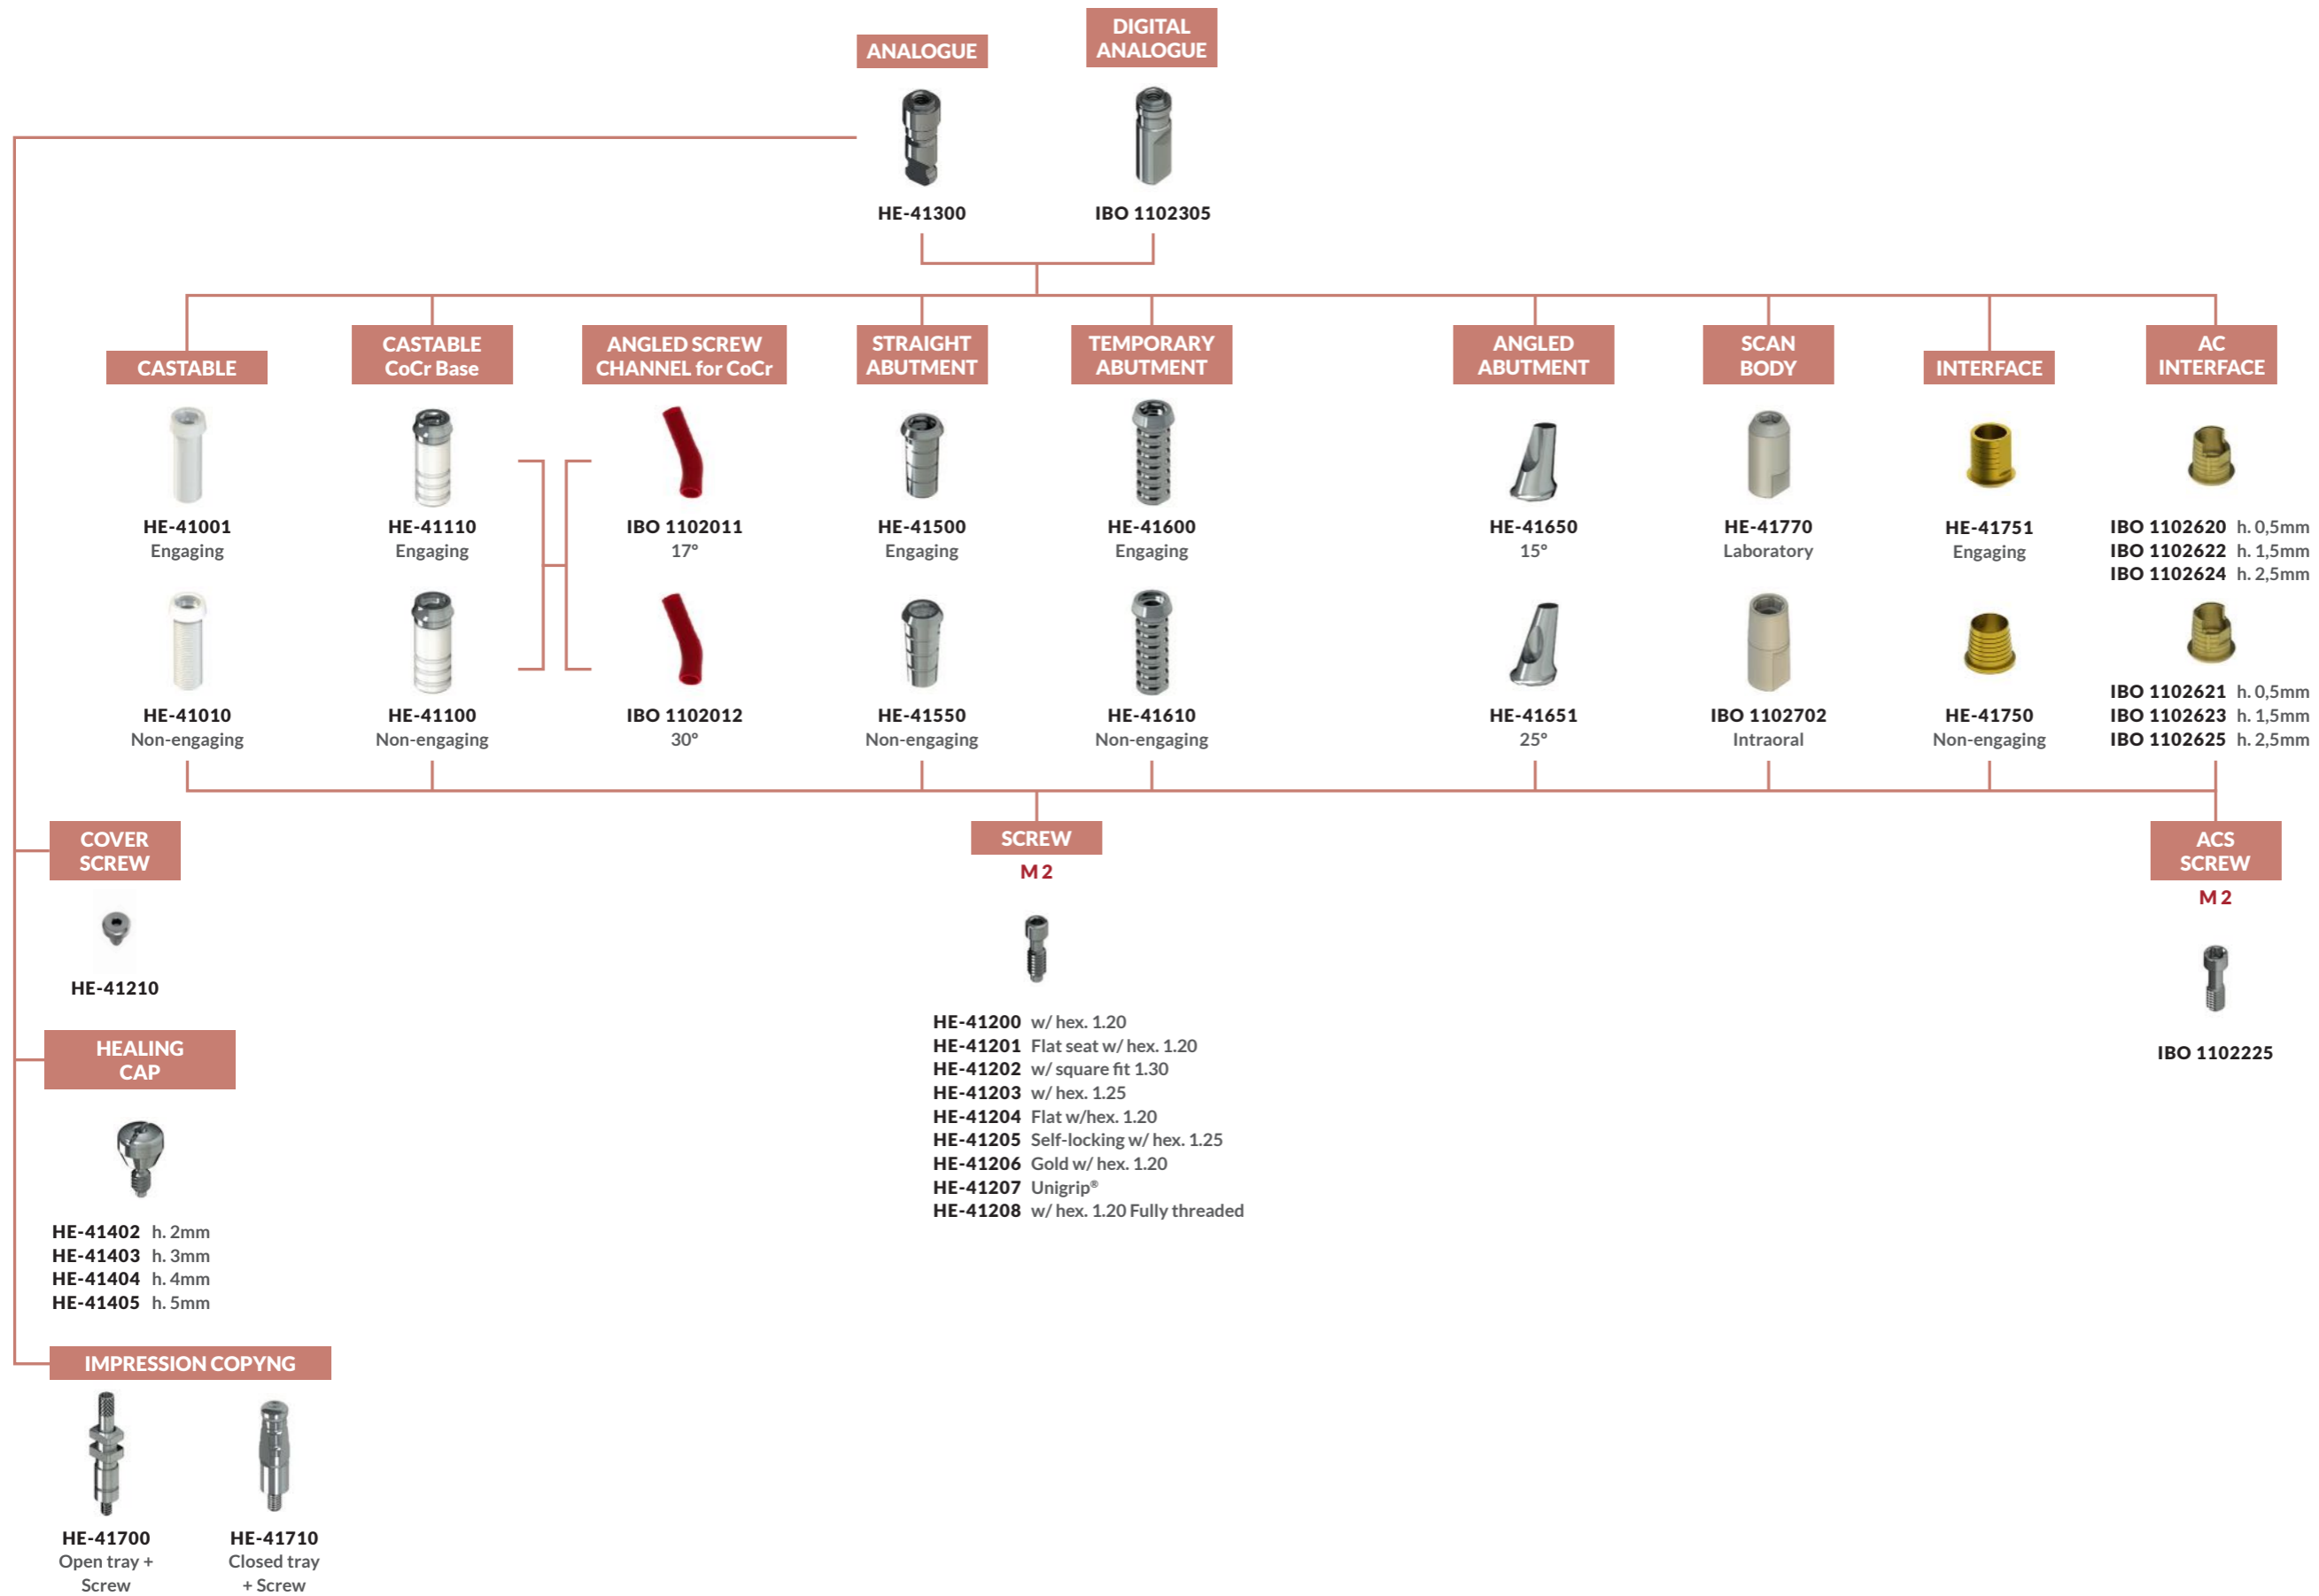 ANALOGUE
DIGITAL
ANALOGUE
HE-41300
IBO 1102305
CASTABLE
HE-41001
Engaging
HE-41010
Non-engaging
CASTABLE
CoCr Base
HE-41110
Engaging
HE-41100
Non-engaging
ANGLED SCREW
CHANNEL for CoCr
IBO 1102011
17°
IBO 1102012
30°
STRAIGHT
ABUTMENT
HE-41500
Engaging
HE-41550
Non-engaging
TEMPORARY
ABUTMENT
HE-41600
Engaging
HE-41610
Non-engaging
ANGLED
ABUTMENT
HE-41650
15°
HE-41651
25°
SCAN
BODY
HE-41770
Laboratory
IBO 1102702
Intraoral
INTERFACE
HE-41751
Engaging
HE-41750
Non-engaging
AC
INTERFACE
IBO 1102620 h. 0,5mm
IBO 1102622 h. 1,5mm
IBO 1102624 h. 2,5mm
IBO 1102621 h. 0,5mm
IBO 1102623 h. 1,5mm
IBO 1102625 h. 2,5mm
COVER
SCREW
HE-41210
HEALING
CAP
HE-41402 h. 2mm
HE-41403 h. 3mm
HE-41404 h. 4mm
HE-41405 h. 5mm
IMPRESSION COPYNG
HE-41700
Open tray +
Screw
HE-41710
Closed tray
+ Screw
SCREW
M 2
HE-41200 w/ hex. 1.20
HE-41201 Flat seat w/ hex. 1.20
HE-41202 w/ square fit 1.30
HE-41203 w/ hex. 1.25
HE-41204 Flat w/hex. 1.20
HE-41205 Self-locking w/ hex. 1.25
HE-41206 Gold w/ hex. 1.20
HE-41207 Unigrip®
HE-41208 w/ hex. 1.20 Fully threaded
ACS
SCREW
M 2
IBO 1102225